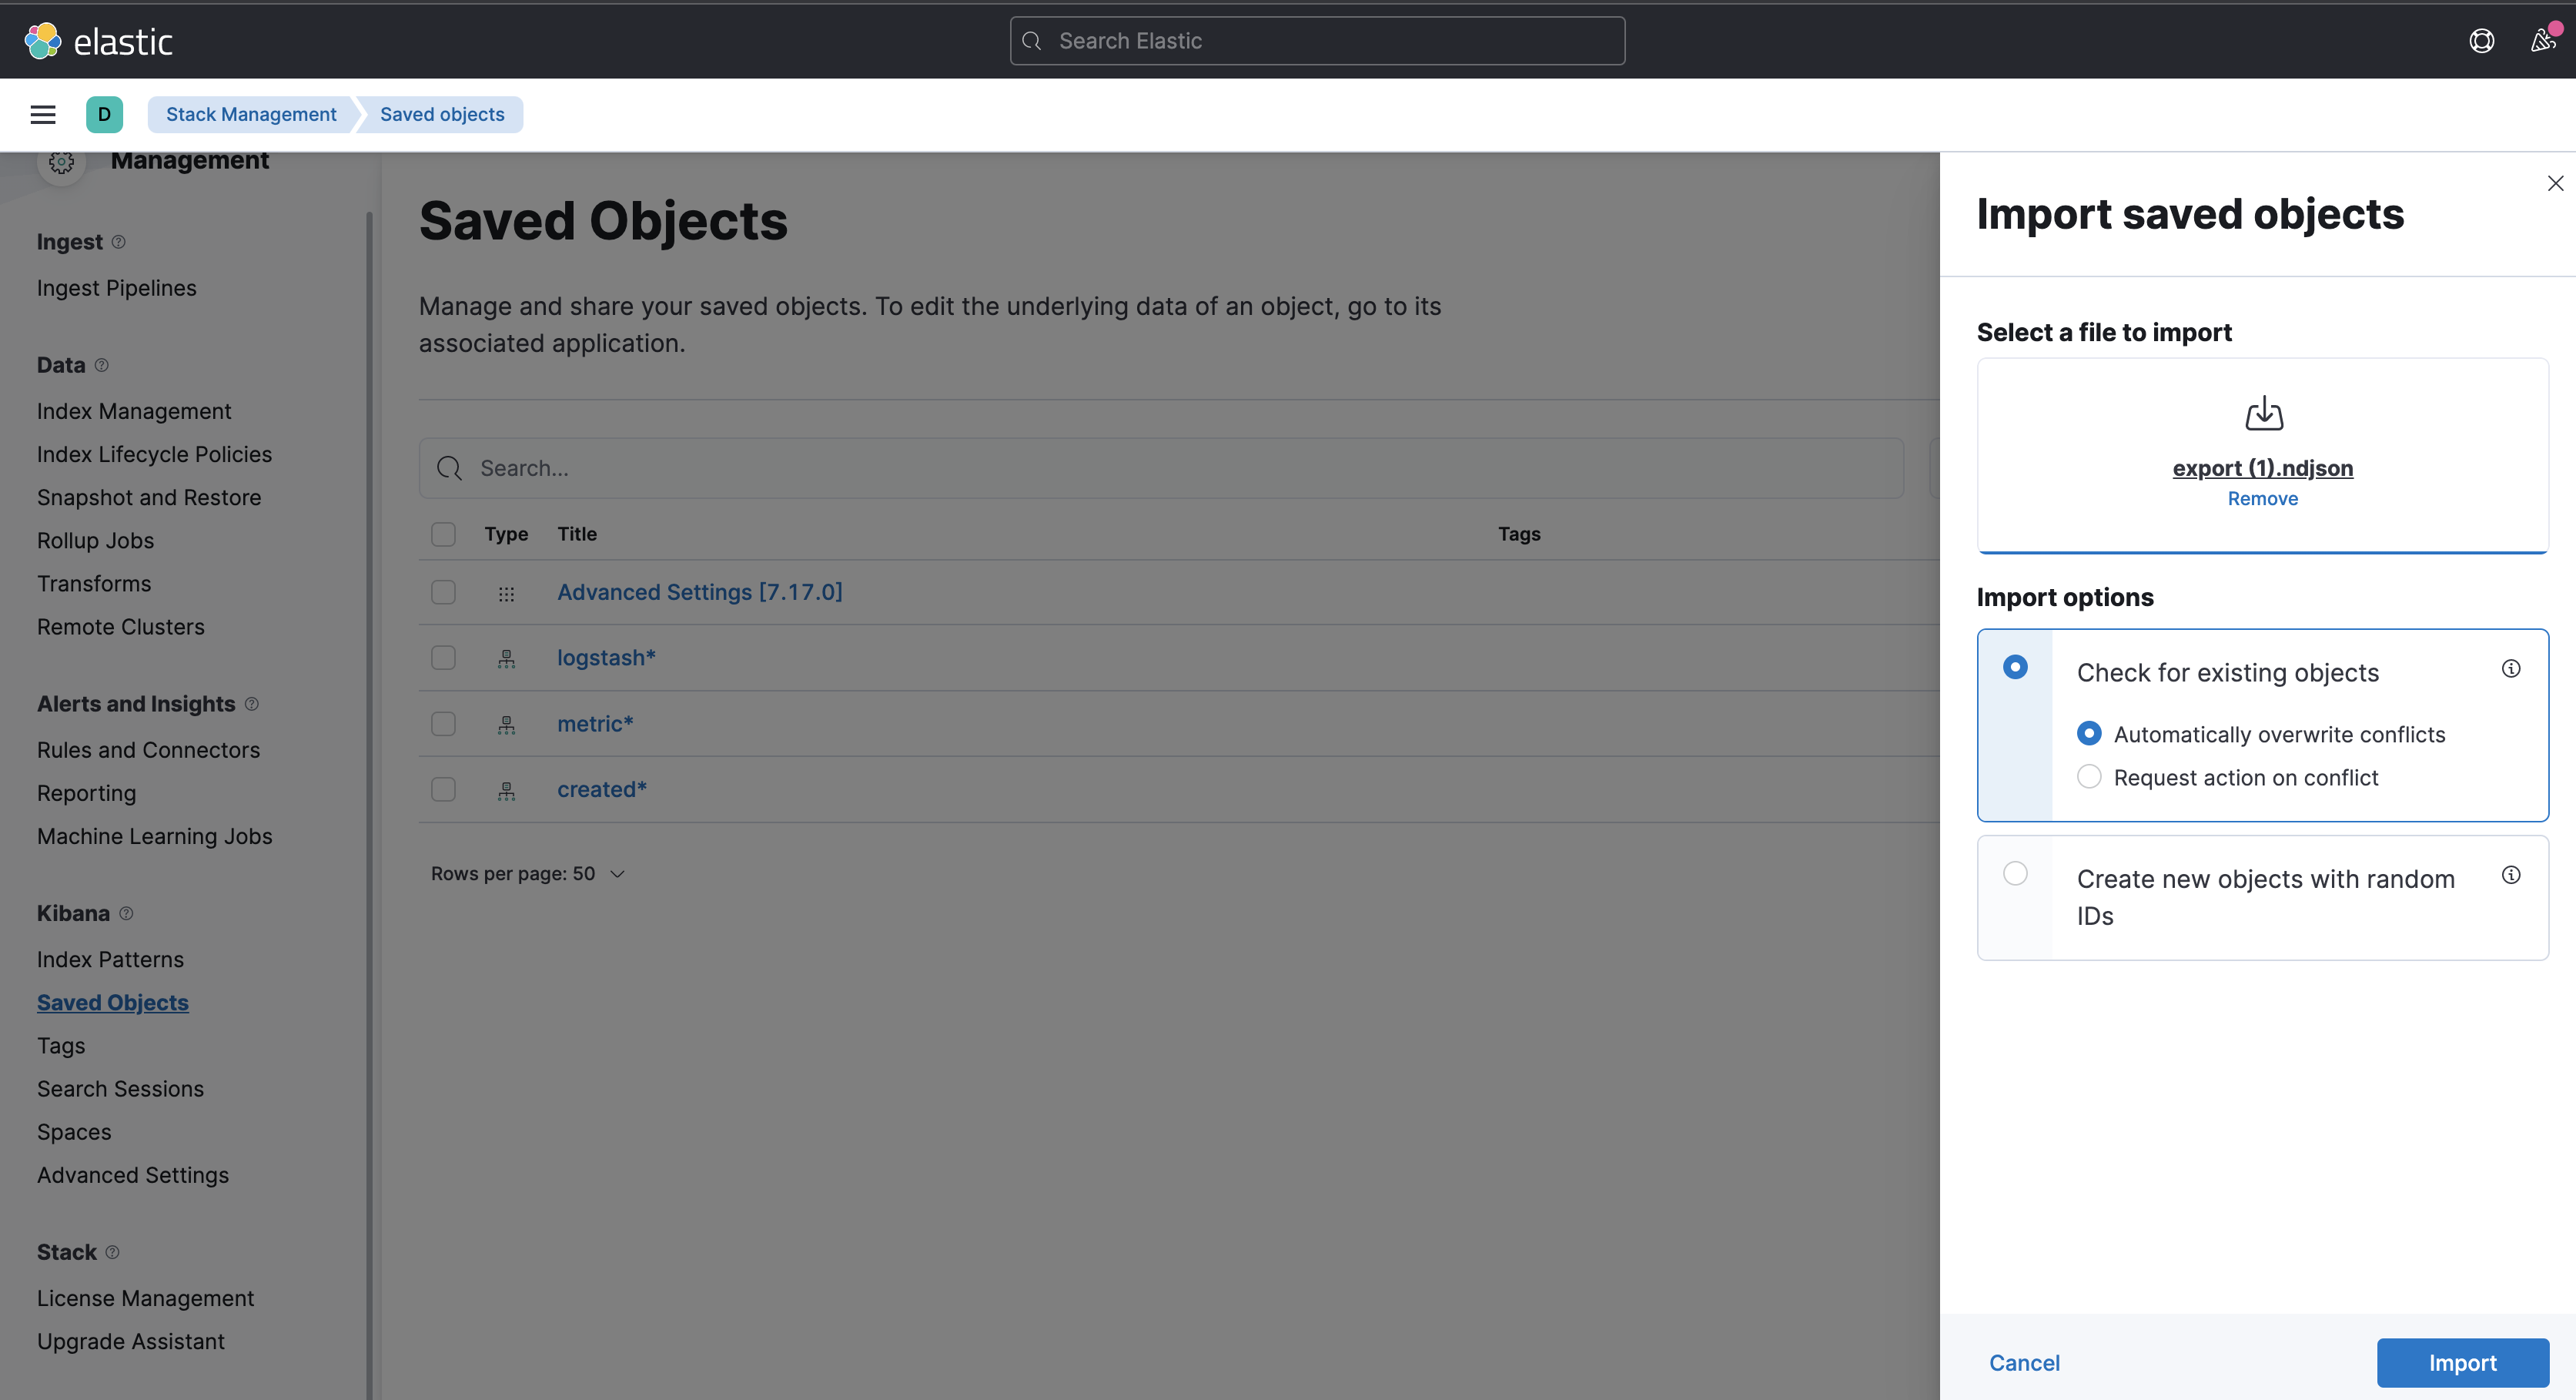 elastic
Search Elastic
D
Stack Management
Saved objects
Management
Ingest
Ingest Pipelines
Data
Index Management
Index Lifecycle Policies
Snapshot and Restore
Rollup Jobs
Transforms
Remote Clusters
Alerts and Insights
Rules and Connectors
Reporting
Machine Learning Jobs
Kibana
Index Patterns
Saved Objects
Tags
Search Sessions
Spaces
Advanced Settings
Stack
License Management
Upgrade Assistant
Saved Objects
Manage and share your saved objects. To edit the underlying data of an object, go to its
associated application.
Search...
Type Title Tags
Advanced Settings [7.17.0]
logstash*
metric*
created*
Rows per page: 50
Import saved objects
Select a file to import
export (1).ndjson
Remove
Import options
Check for existing objects
Automatically overwrite conflicts
Request action on conflict
Create new objects with random
IDs
Cancel
Import